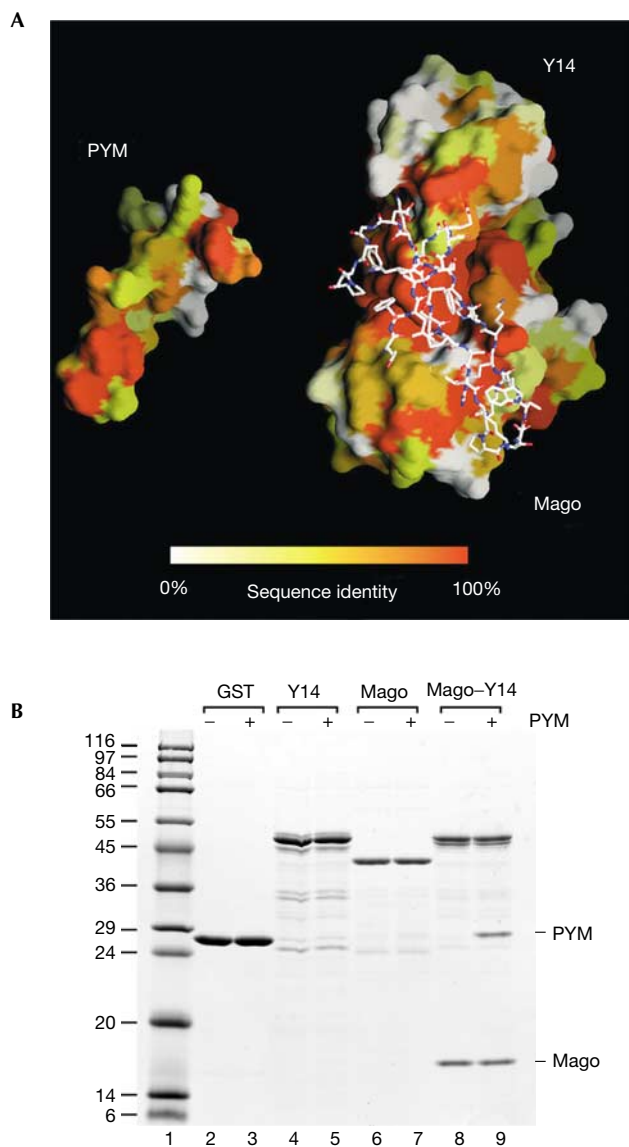 A
Y14
PYM
Mago
0% Sequence identity 100%
B
GST Y14 Mago Mago–Y14
– + – + – + – + PYM
116
97
84
66
55
45
36
29
24
20
14
6
– PYM
– Mago
1 2 3 4 5 6 7 8 9